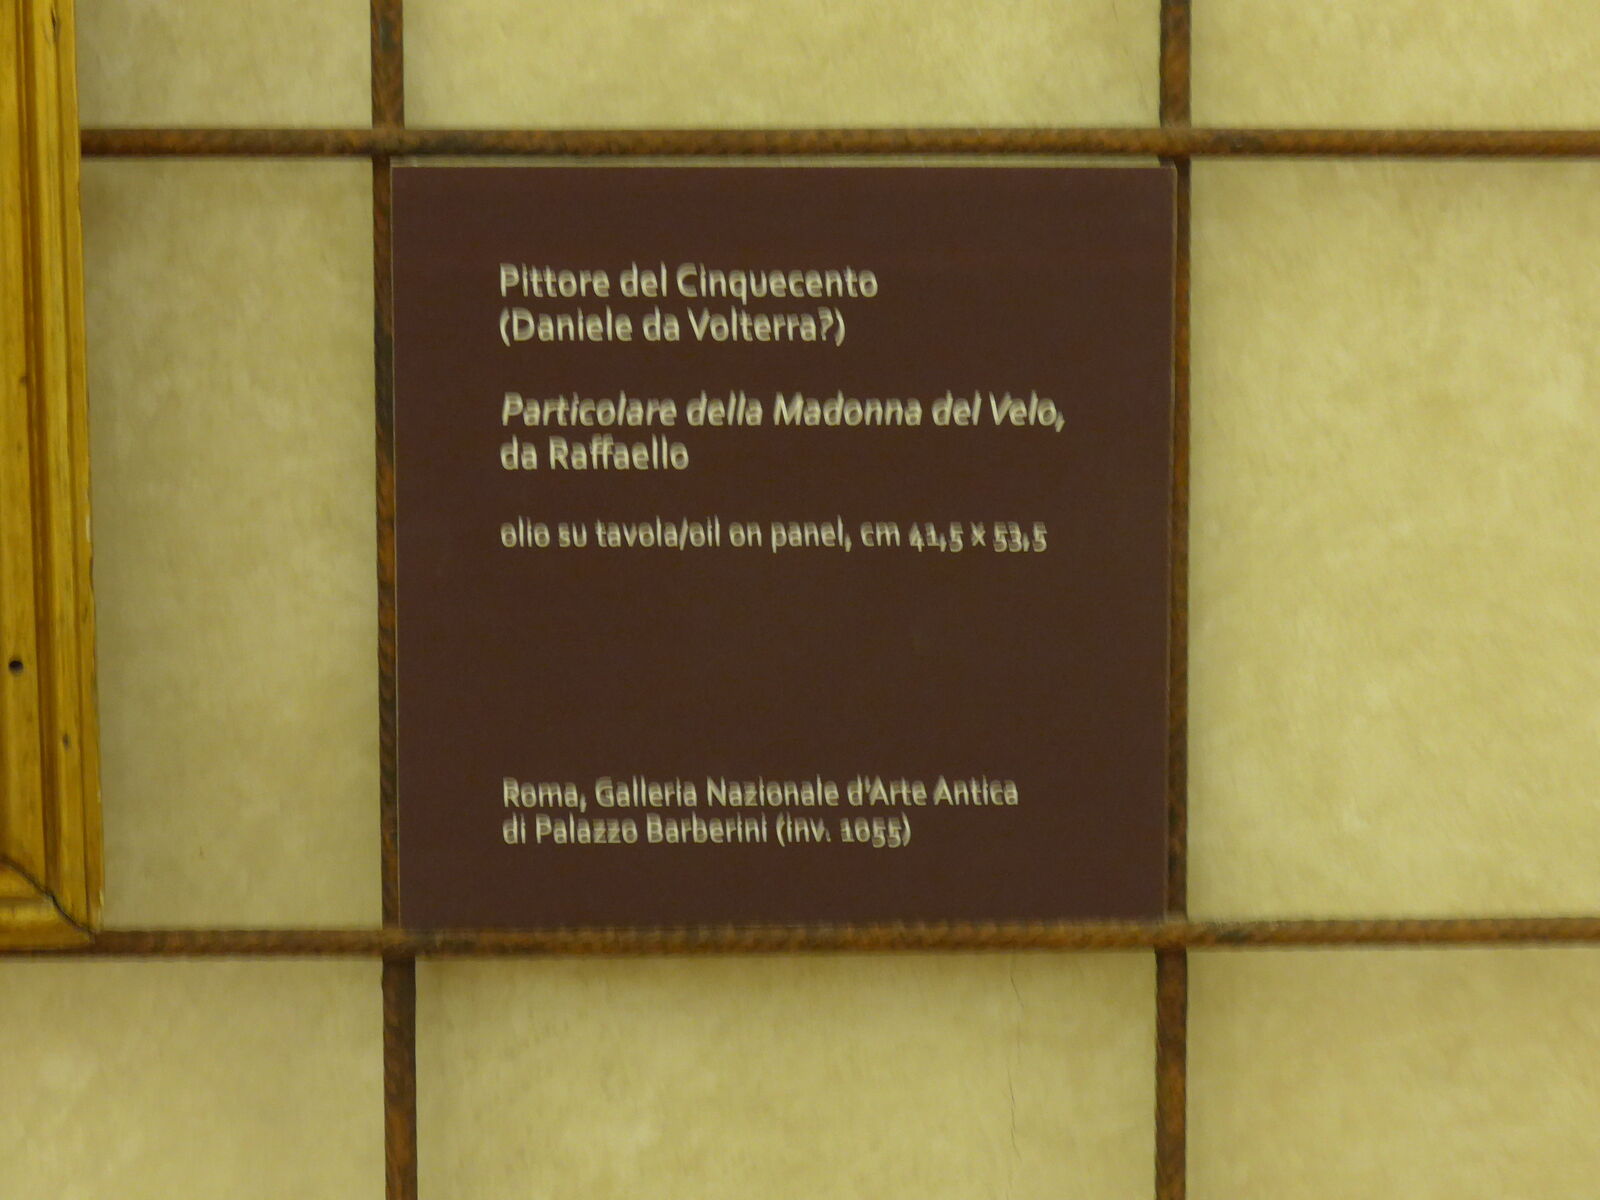 Pittore del Cinquecento
(Daniele da Volterra?)
Particolare della Madonna del Velo,
da Raffaello
olio su tavola/oil on panel, cm 41,5 x 53,5
Roma, Galleria Nazionale d'Arte Antica
di Palazzo Barberini (inv. 1055)